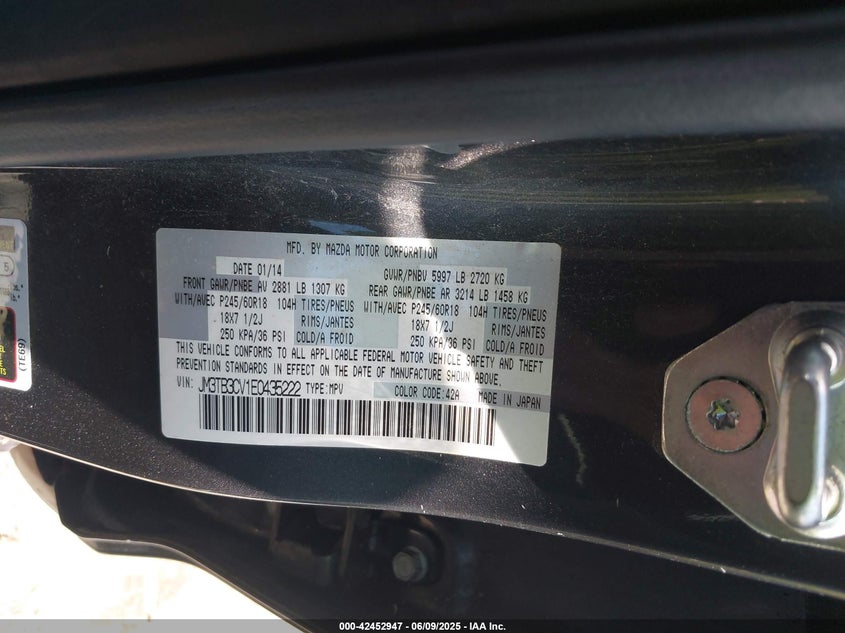 MFD. BY MAZDA MOTOR CORPORATION
DATE 01/14 GVWR/PNBV 5997 LB 2720 KG
FRONT GAWR/PNBE AV 2881 LB 1307 KG REAR GAWR/PNBE AR 3214 LB 1458 KG
WITH/AVEC P245/60R18 104H TIRES/PNEUS WITH/AVEC P245/60R18 104H TIRES/PNEUS
18X7 1/2J RIMS/JANTES 18X7 1/2J RIMS/JANTES
250 KPA/36 PSI COLD/A FROID 250 KPA/36 PSI COLD/A FROID
THIS VEHICLE CONFORMS TO ALL APPLICABLE FEDERAL MOTOR VEHICLE SAFETY AND THEFT
PREVENTION STANDARDS IN EFFECT ON THE DATE OF MANUFACTURE SHOWN ABOVE.
VIN: JM3TB3CV1E0435222 TYPE:MPV COLOR CODE:42A MADE IN JAPAN
5
(TE69)
000-42452947 - 06/09/2025 - IAA Inc.